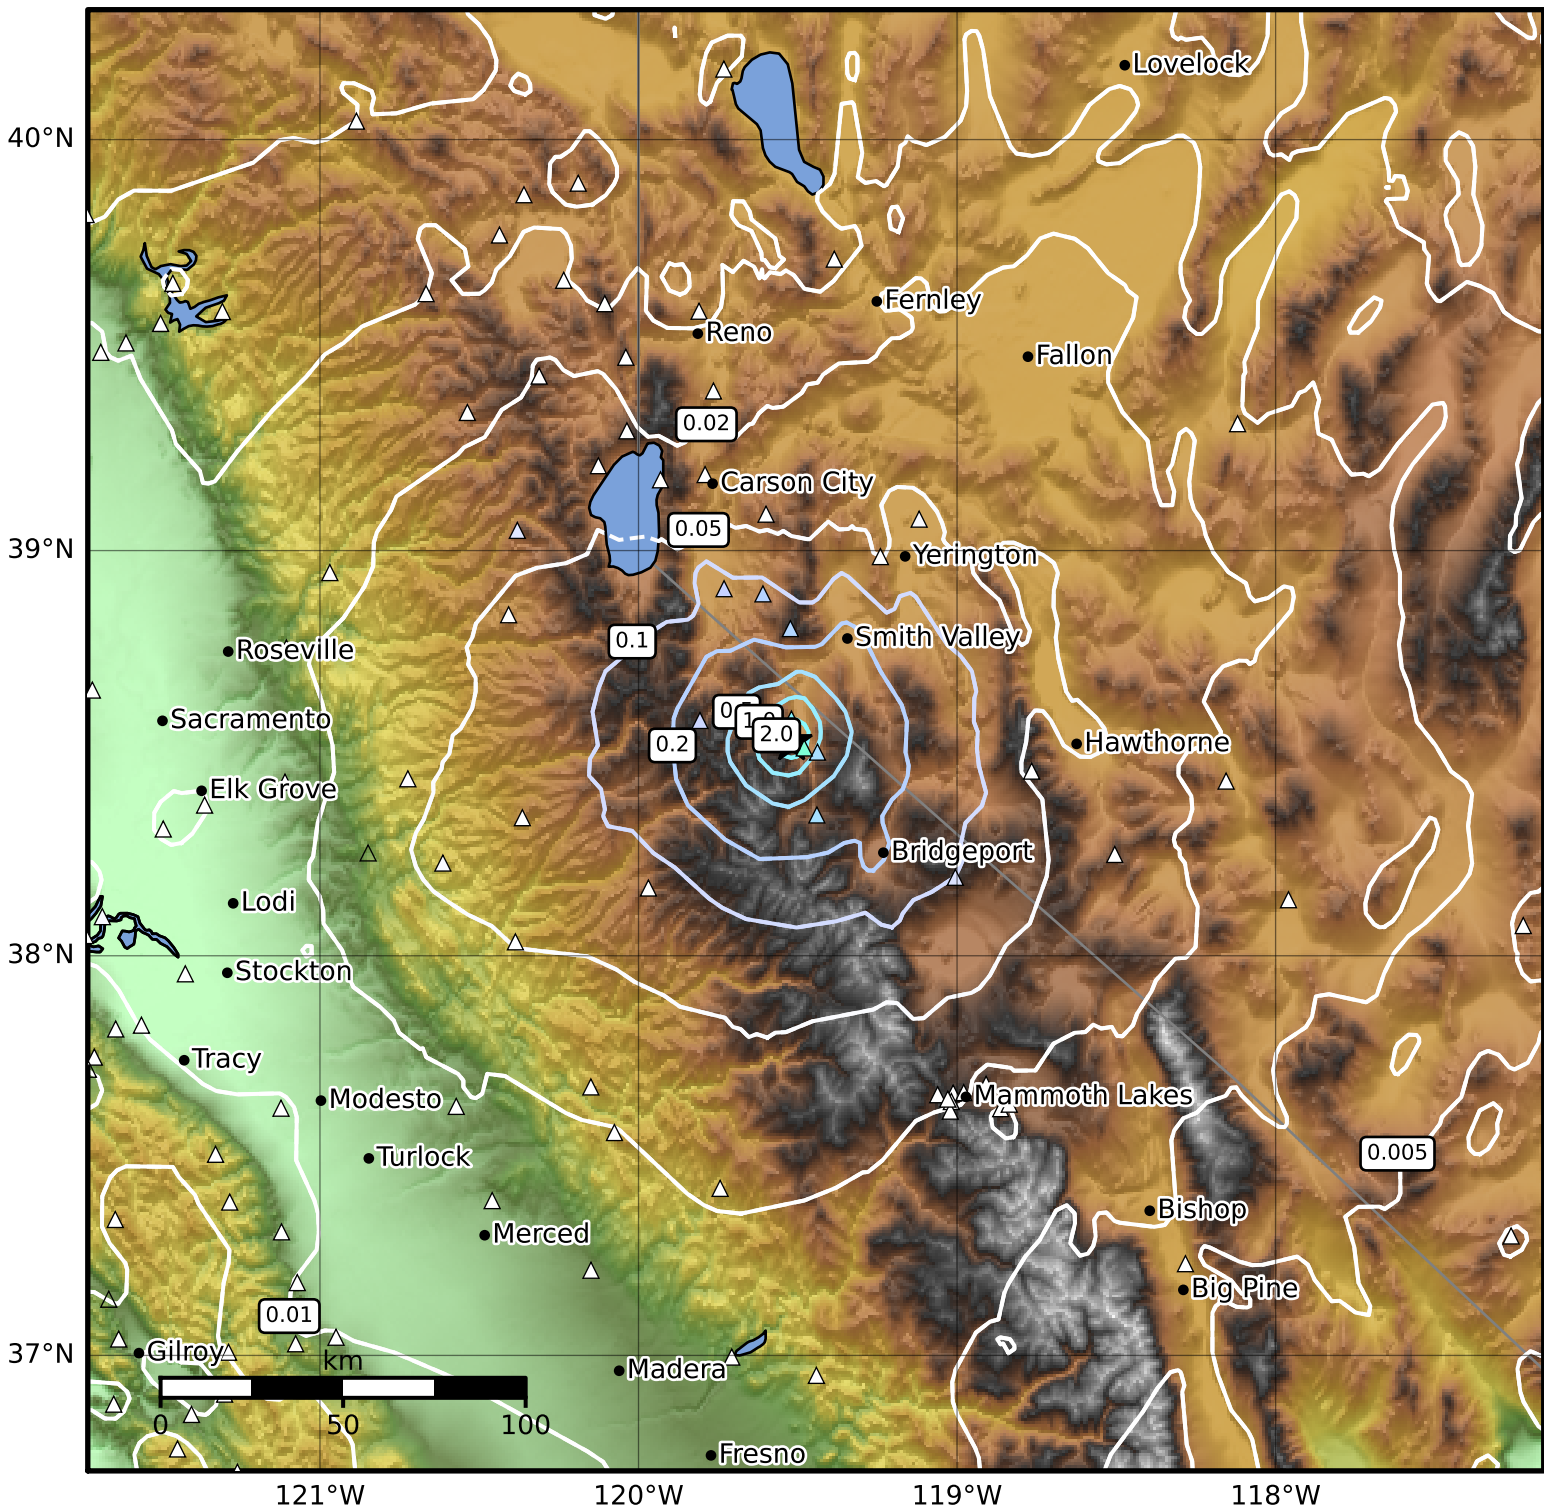 Lovelock
40°N
Fernley
Reno
Fallon
0.02
Carson City
0.05
39°N
Yerington
Smith Valley
0.1
Roseville
Sacramento
2.0
0.2
Hawthorne
Elk Grove
Bridgeport
Lodi
38°N
Stockton
Tracy
Mammoth Lakes
Modesto
Turlock
0.005
Bishop
Merced
Big Pine
0.01
37°N
Gilroy
km
Madera
0
50
100
Fresno
121°W
120°W
119°W
118°W